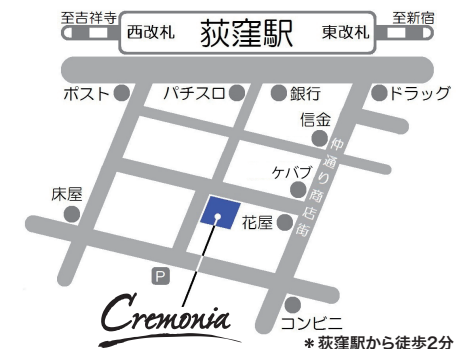 至吉祥寺
至新宿
西改札
荻窪駅
東改札
ポスト
パチスロ
銀行
ドラッグ
信金
仲通り商店街
ケバブ
床屋
花屋
P
Cremonia
コンビニ
＊荻窪駅から徒歩2分